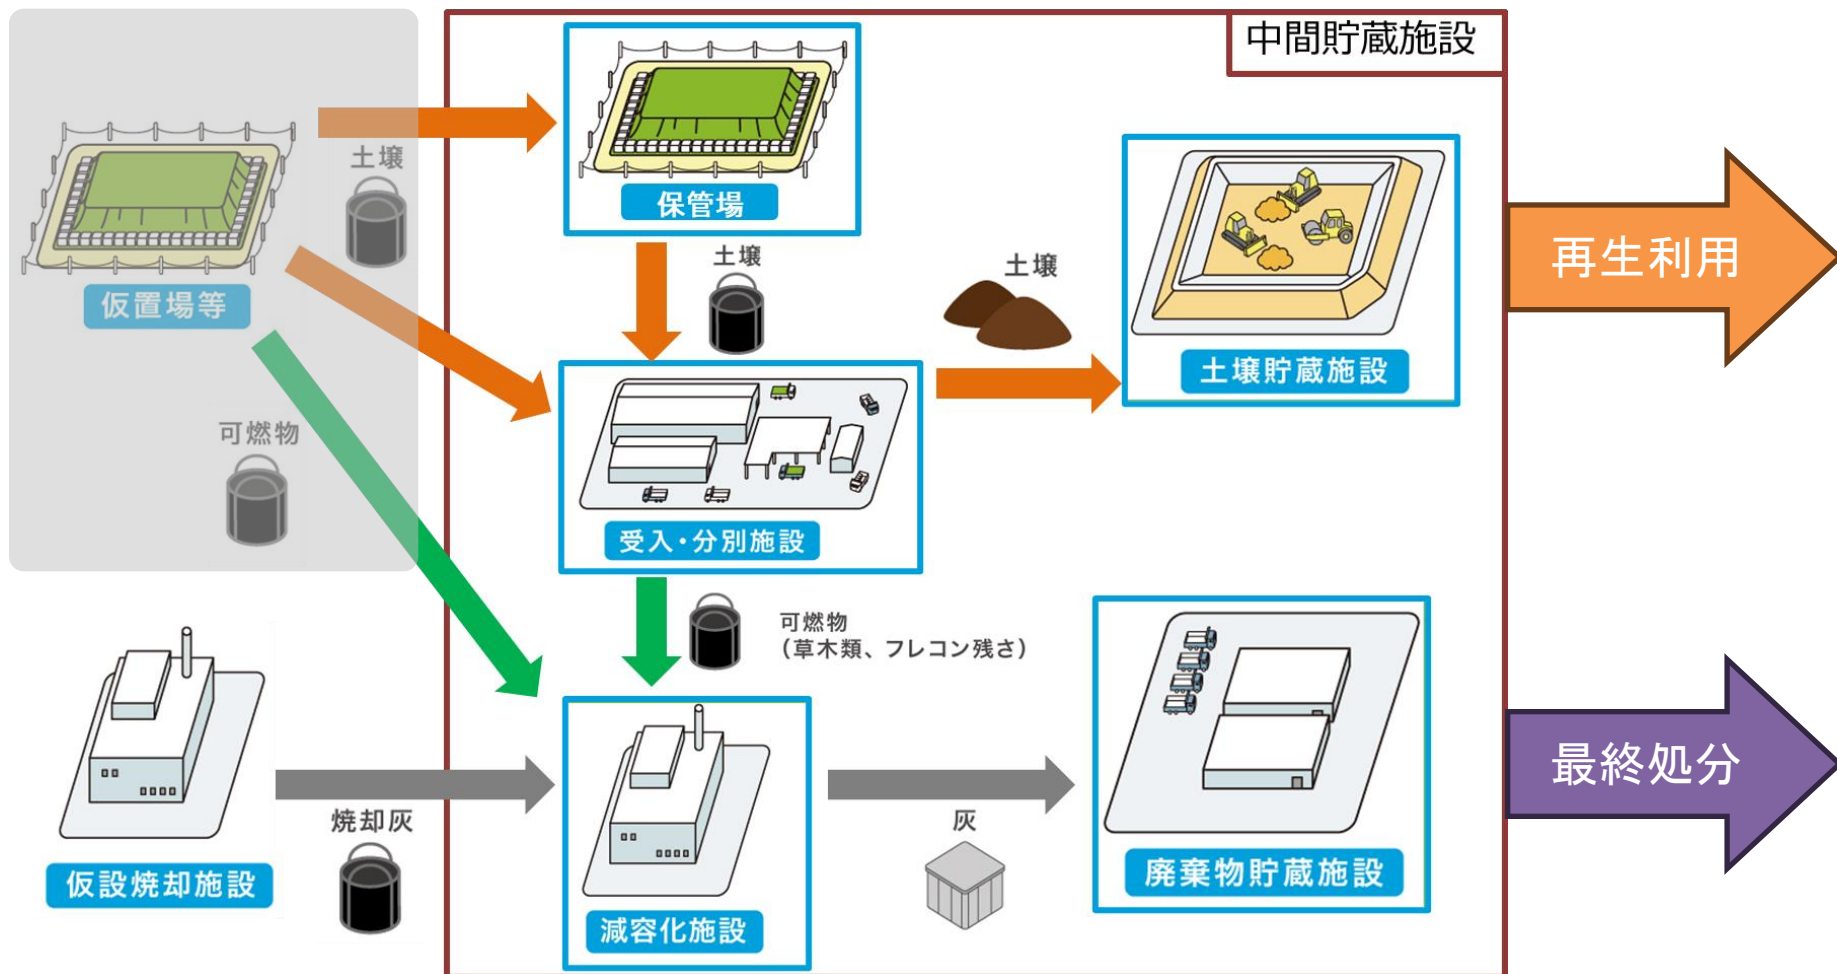 中間貯蔵施設
土壌
保管場
仮置場等
土壌
土壌
再生利用
土壌貯蔵施設
可燃物
受入・分別施設
可燃物
（草木類、フレコン残さ）
最終処分
焼却灰
灰
仮設焼却施設
減容化施設
廃棄物貯蔵施設